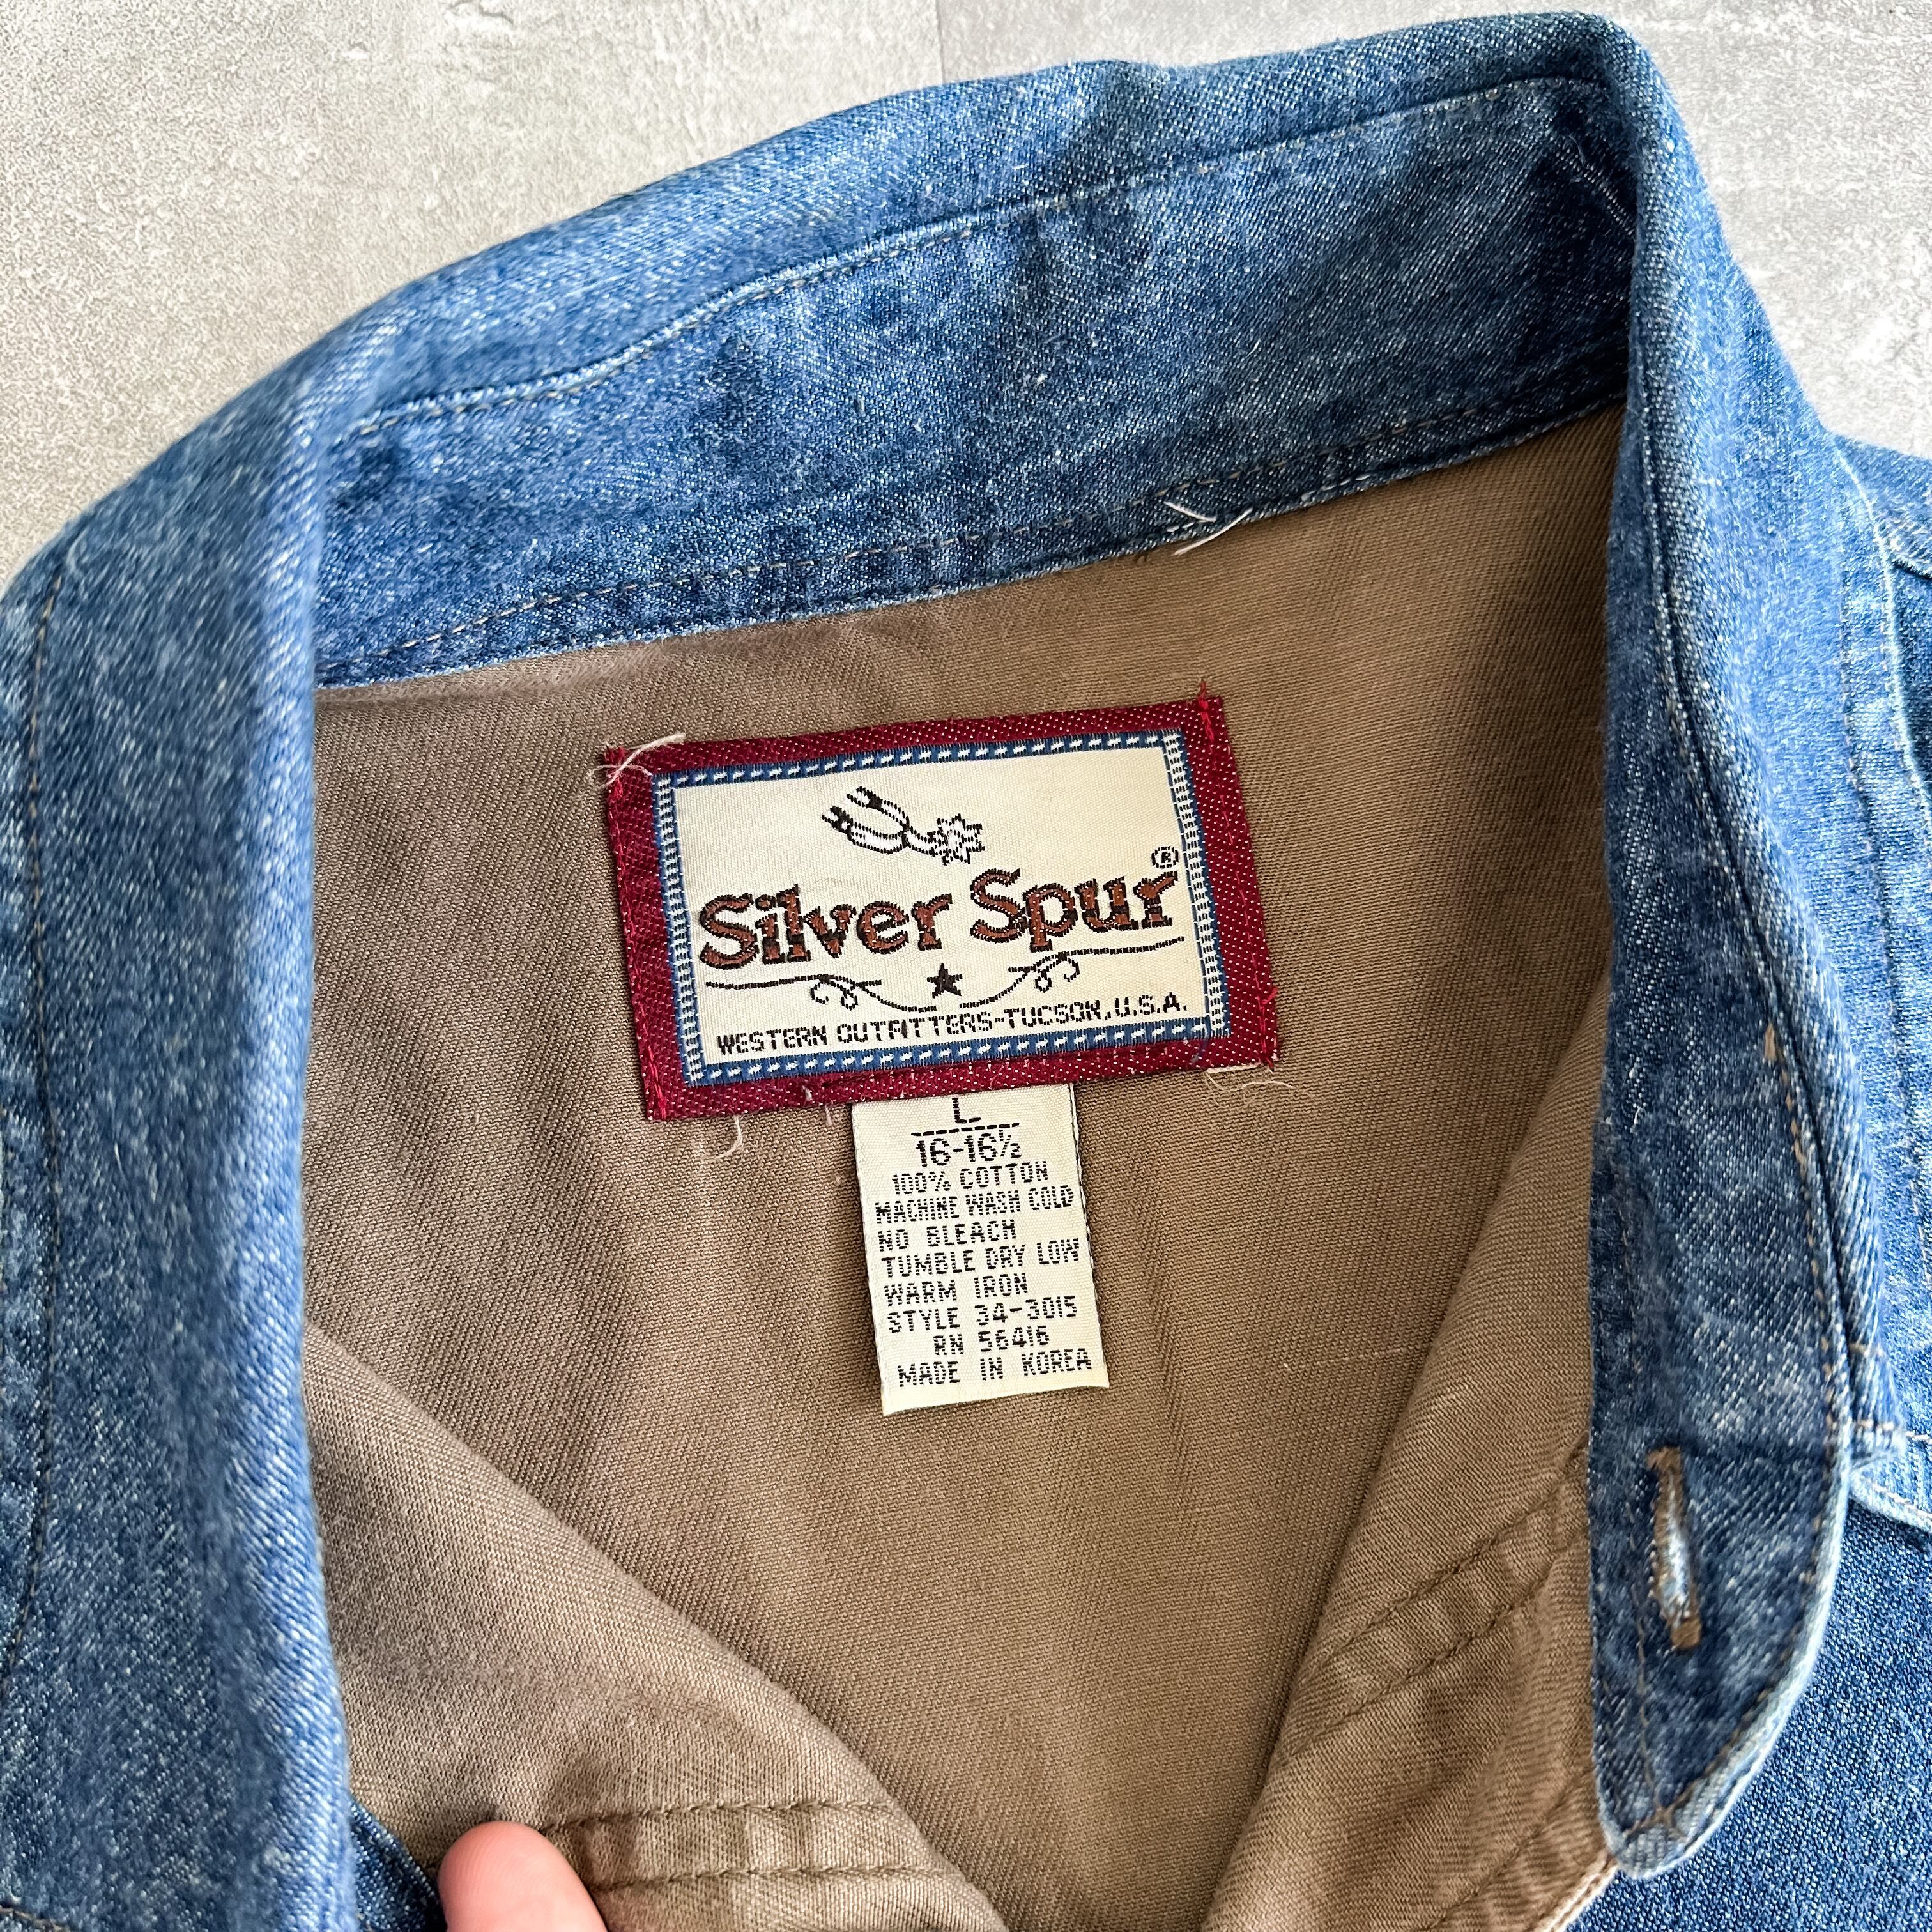 Silver Spur®
WESTERN OUTFITTERS-TUCSON, U.S.A.
L
16-16½
100% COTTON
MACHINE WASH COLD
NO BLEACH
TUMBLE DRY LOW
WARM IRON
STYLE 34-3015
RN 56416
MADE IN KOREA